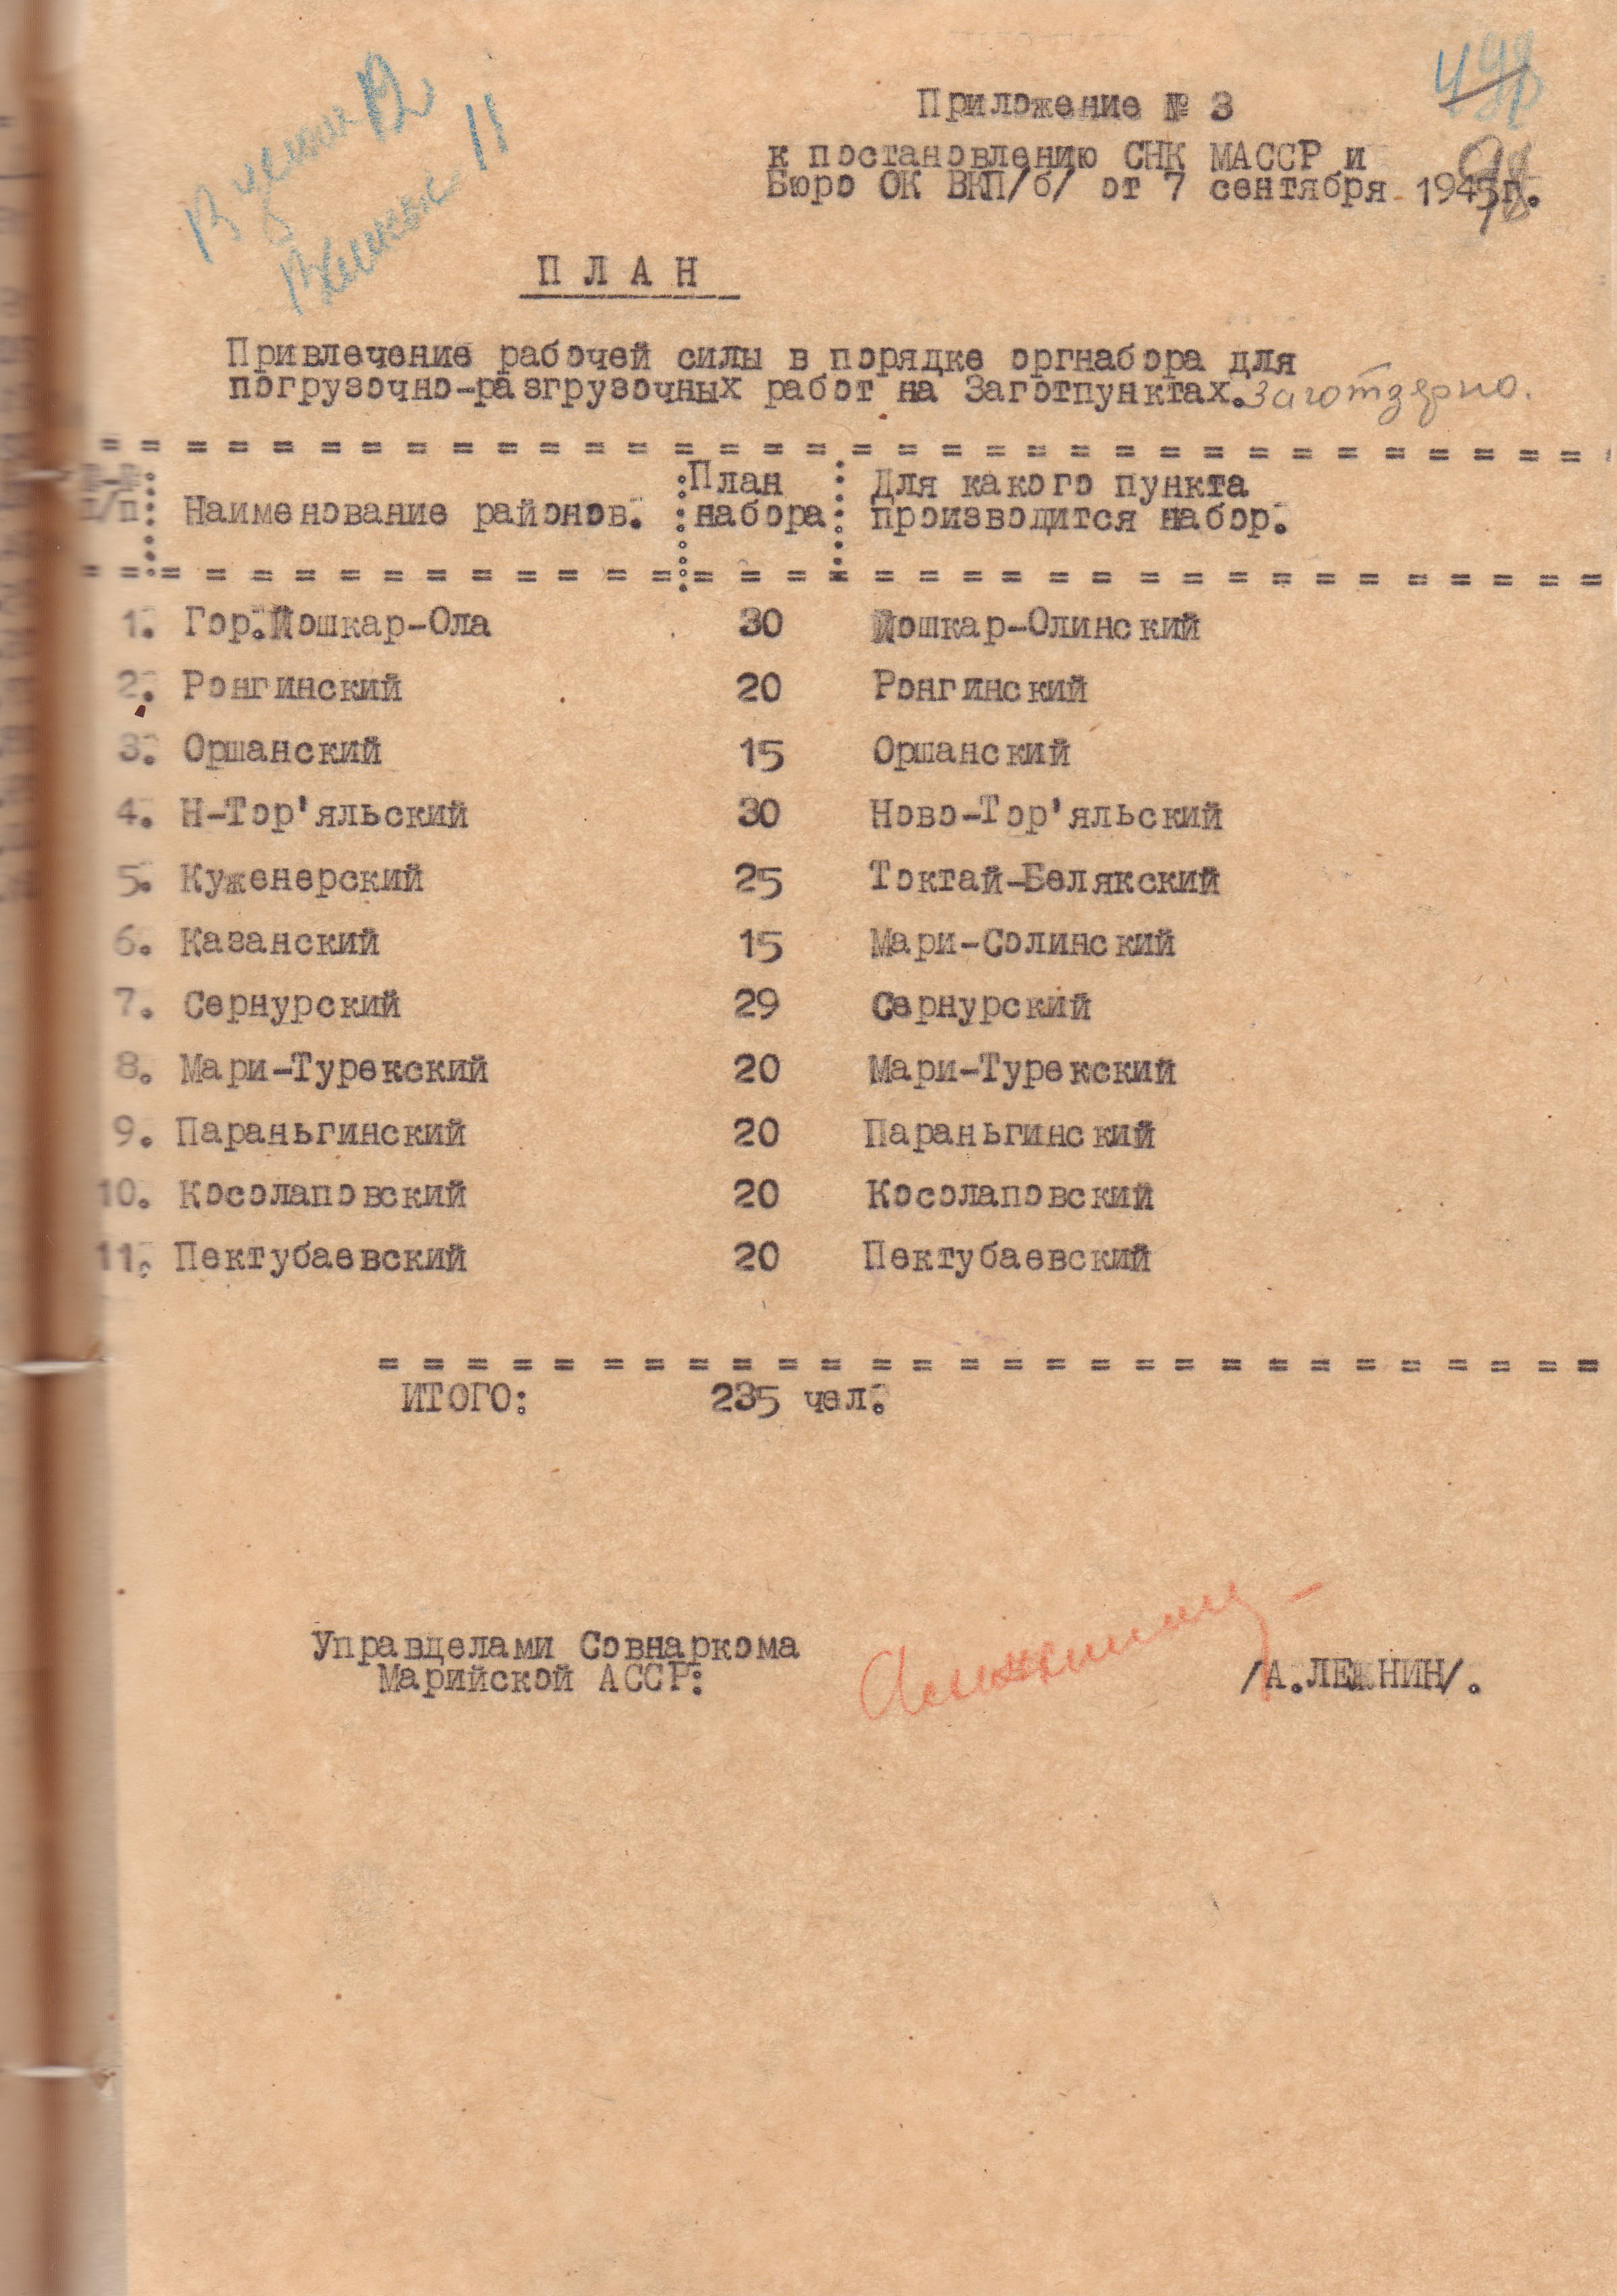 Приложение № 3
к постановлению СНК МАССР и
Бюро ОК ВКП/б/ от 7 сентября 1945г.
П Л А Н
Привлечение рабочей силы в порядке оргнабора для
погрузочно-разгрузочных работ на Заготпунктах. Заготзерно.
п/п Наименование районов. План набора Для какого пункта производится набор.
1. Гор.Йошкар-Ола 30 Йошкар-Олинский
2. Ронгинский 20 Ронгинский
3. Оршанский 15 Оршанский
4. Н-Тор'яльский 30 Ново-Тор'яльский
5. Куженерский 25 Токтай-Белякский
6. Казанский 15 Мари-Солинский
7. Сернурский 29 Сернурский
8. Мари-Турекский 20 Мари-Турекский
9. Параньгинский 20 Параньгинский
10. Косолаповский 20 Косолаповский
11. Пектубаевский 20 Пектубаевский
ИТОГО: 235 чел.
Управделами Совнаркома
Марийской АССР: /А.ЛЕЖНИН/.